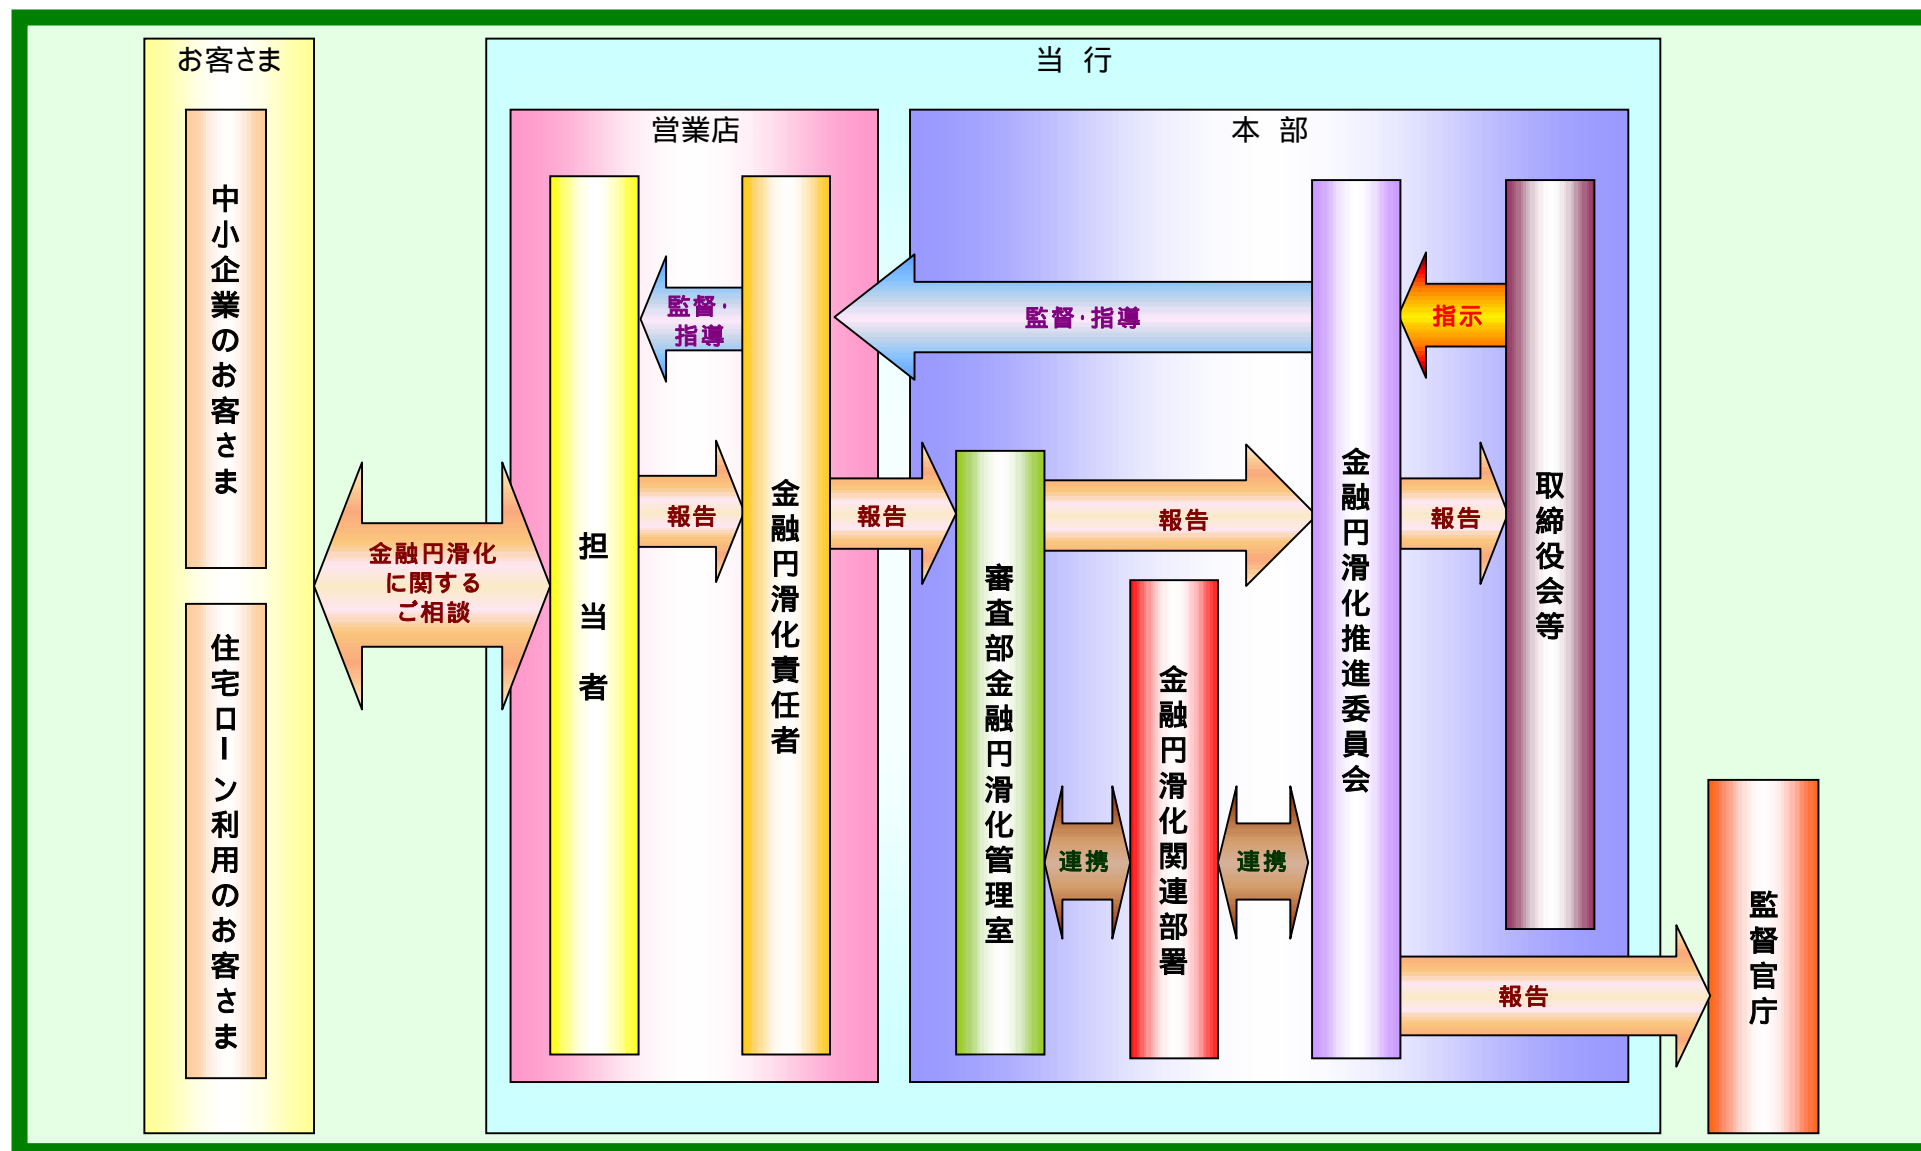 お客さま
中小企業のお客さま
住宅ローン利用のお客さま
金融円滑化
に関する
ご相談
当 行
営業店
担当者
監督・
指導
報告
金融円滑化責任者
報告
本 部
監督・指導
審査部金融円滑化管理室
報告
連携
金融円滑化関連部署
連携
金融円滑化推進委員会
指示
報告
取締役会等
報告
監督官庁